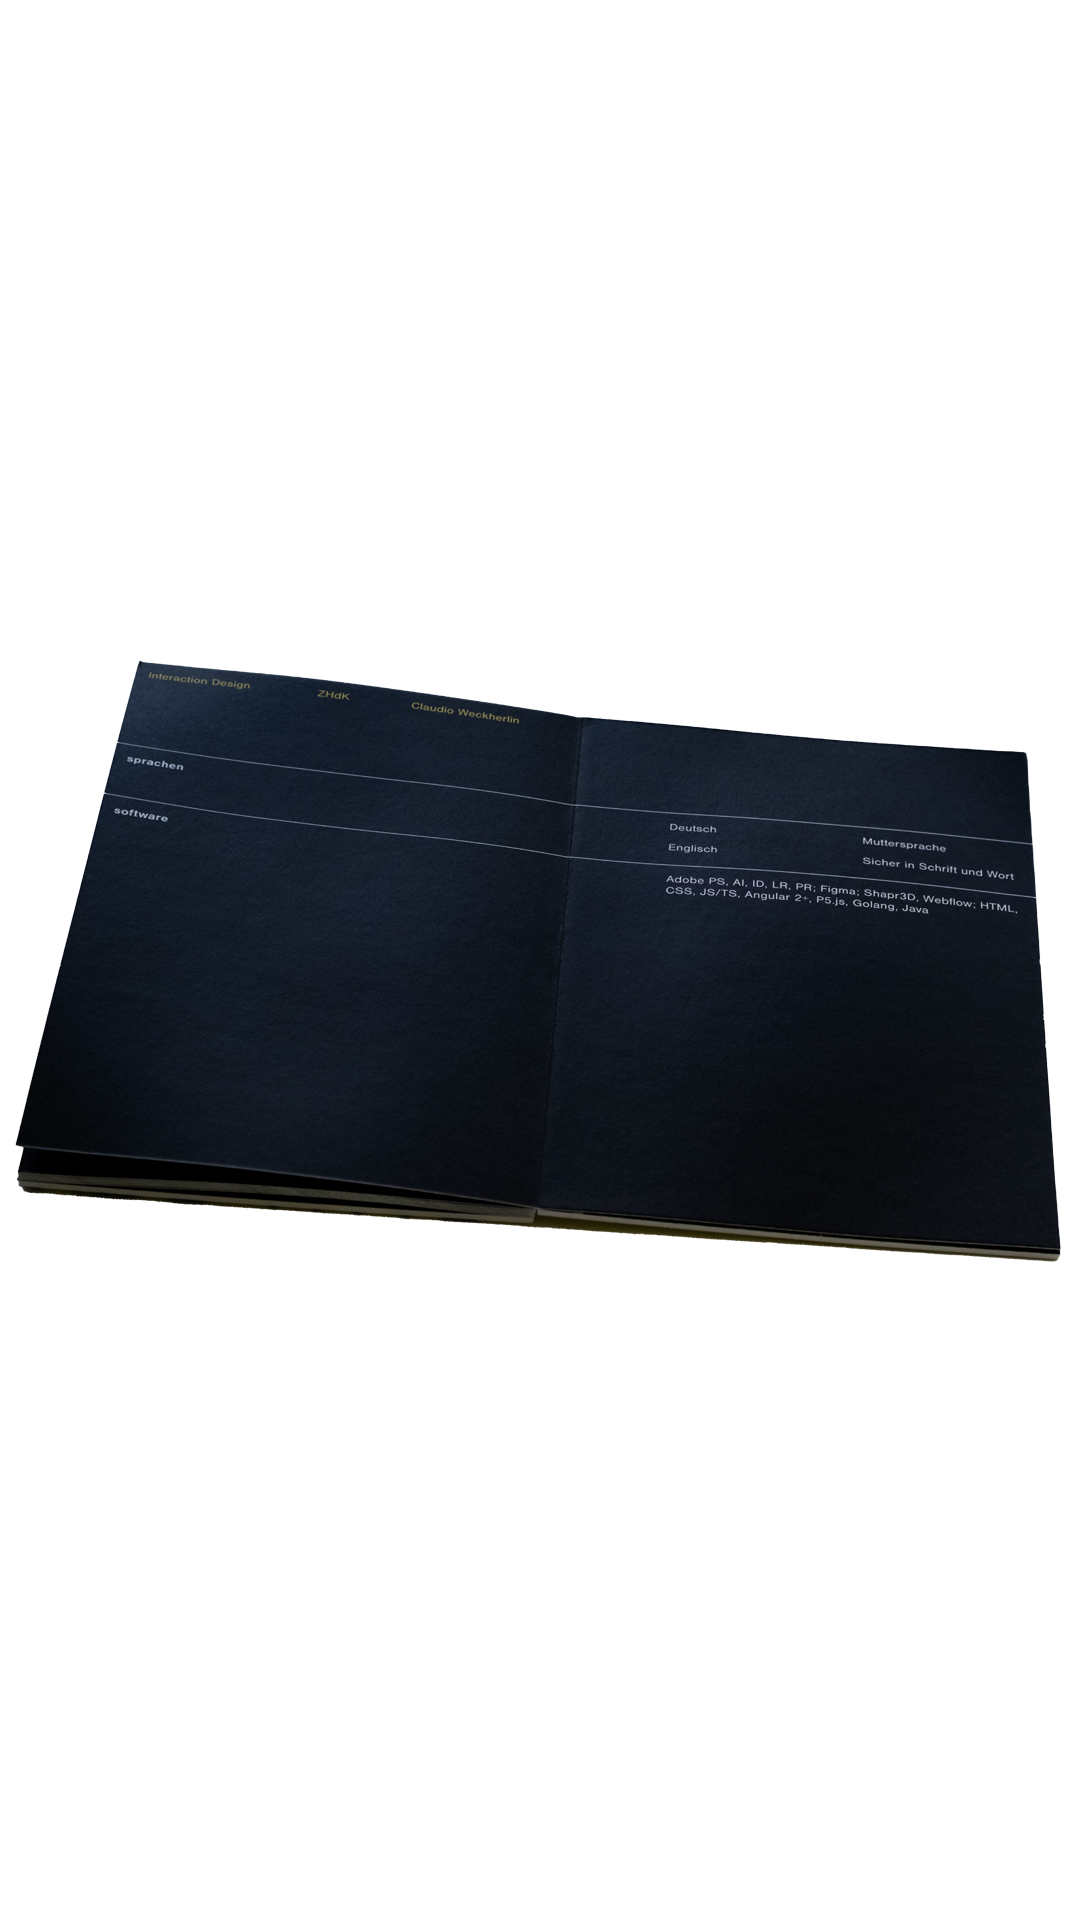 Interaction Design
ZHdK
Claudio Weckherlin
sprachen
Deutsch
Muttersprache
Englisch
Sicher in Schrift und Wort
software
Adobe PS, AI, ID, LR, PR; Figma; Shapr3D, Webflow; HTML,
CSS, JS/TS, Angular 2+, P5.js, Golang, Java